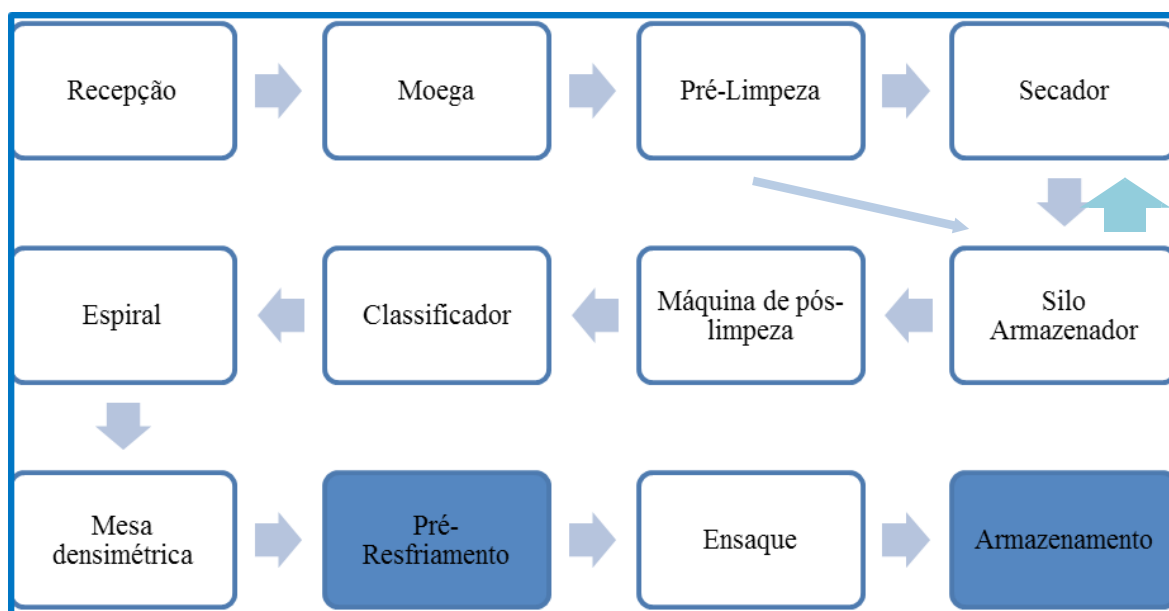 Recepção
Moega
Pré-Limpeza
Secador
Espiral
Classificador
Máquina de pós-
limpeza
Silo
Armazenador
Mesa
densimétrica
Pré-
Resfriamento
Ensaque
Armazenamento